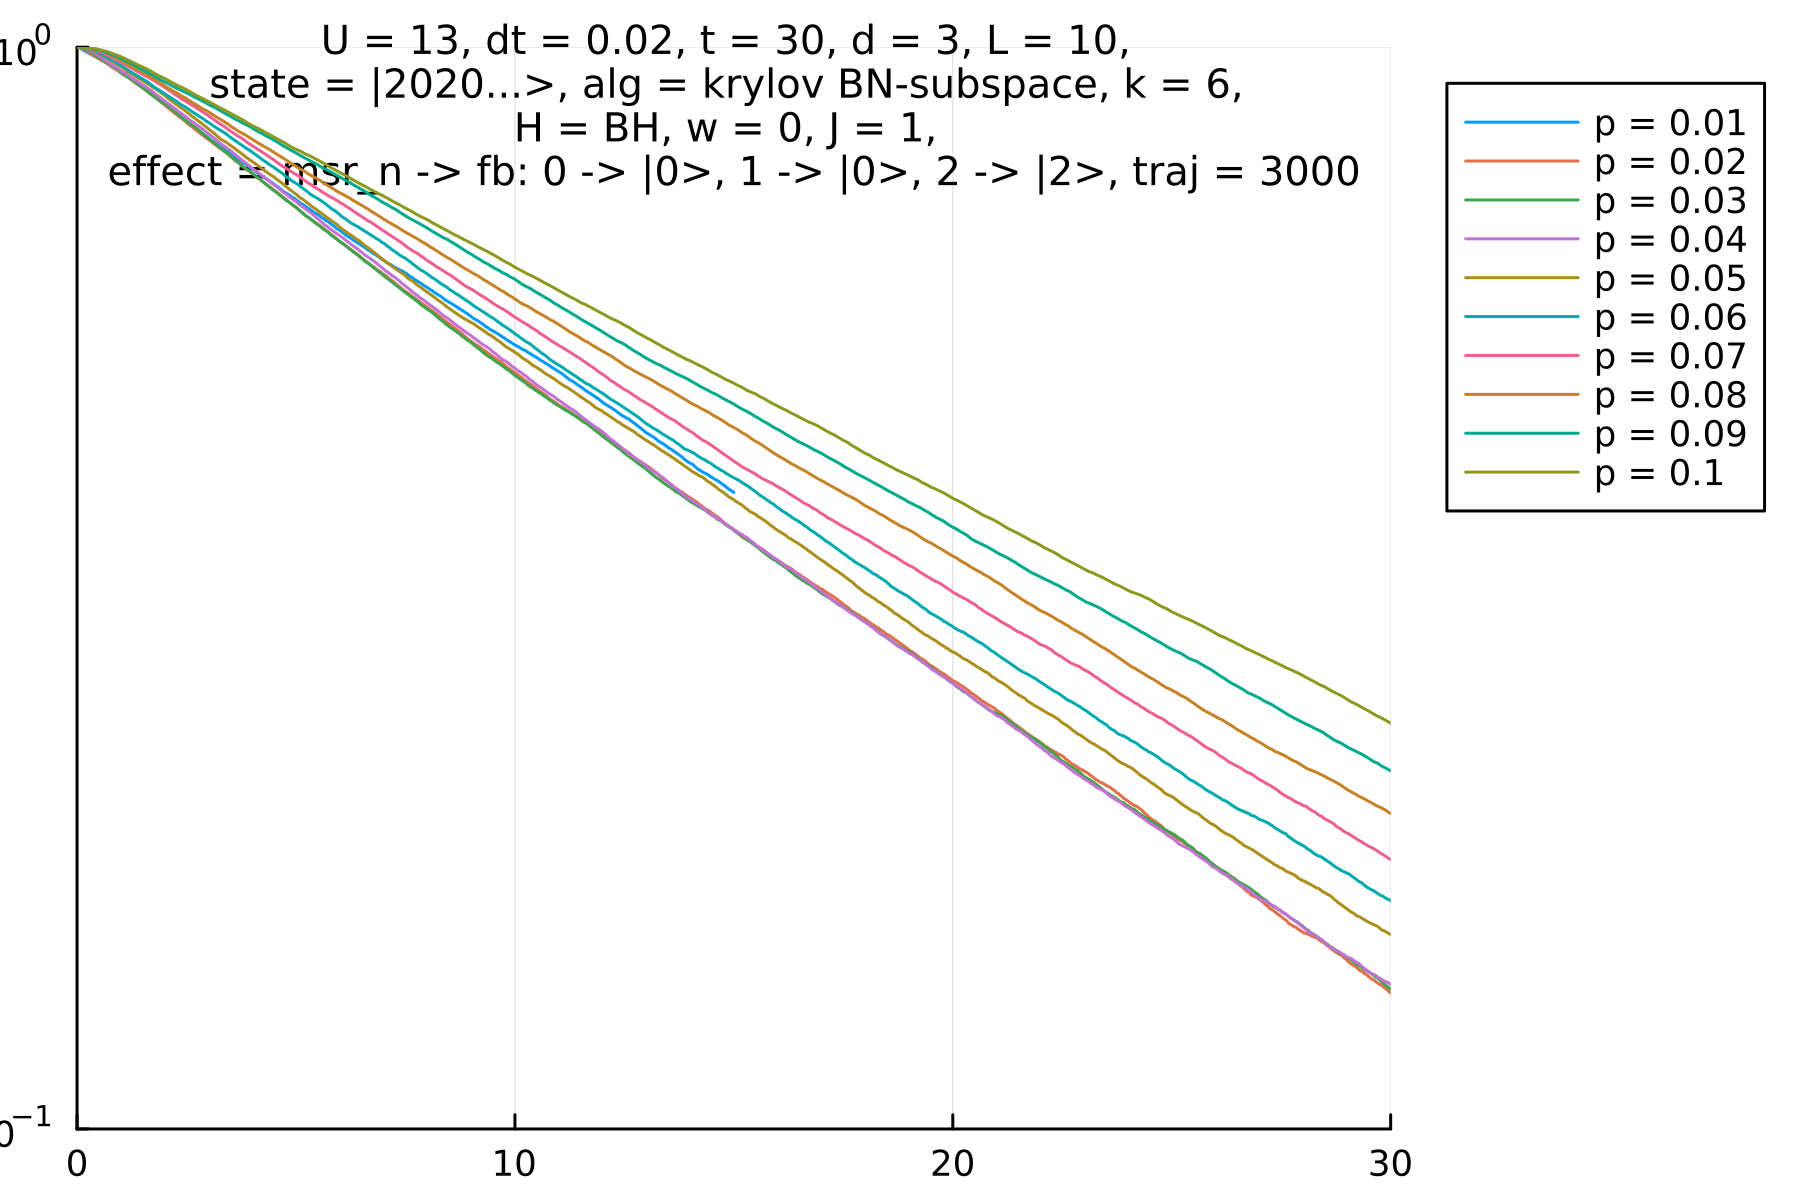 U = 13, dt = 0.02, t = 30, d = 3, L = 10,
state = |2020...>, alg = krylov BN-subspace, k = 6,
H = BH, w = 0, J = 1,
effect = msr_n -> fb: 0 -> |0>, 1 -> |0>, 2 -> |2>, traj = 3000
10⁰
0⁻¹
0 10 20 30
p = 0.01
p = 0.02
p = 0.03
p = 0.04
p = 0.05
p = 0.06
p = 0.07
p = 0.08
p = 0.09
p = 0.1